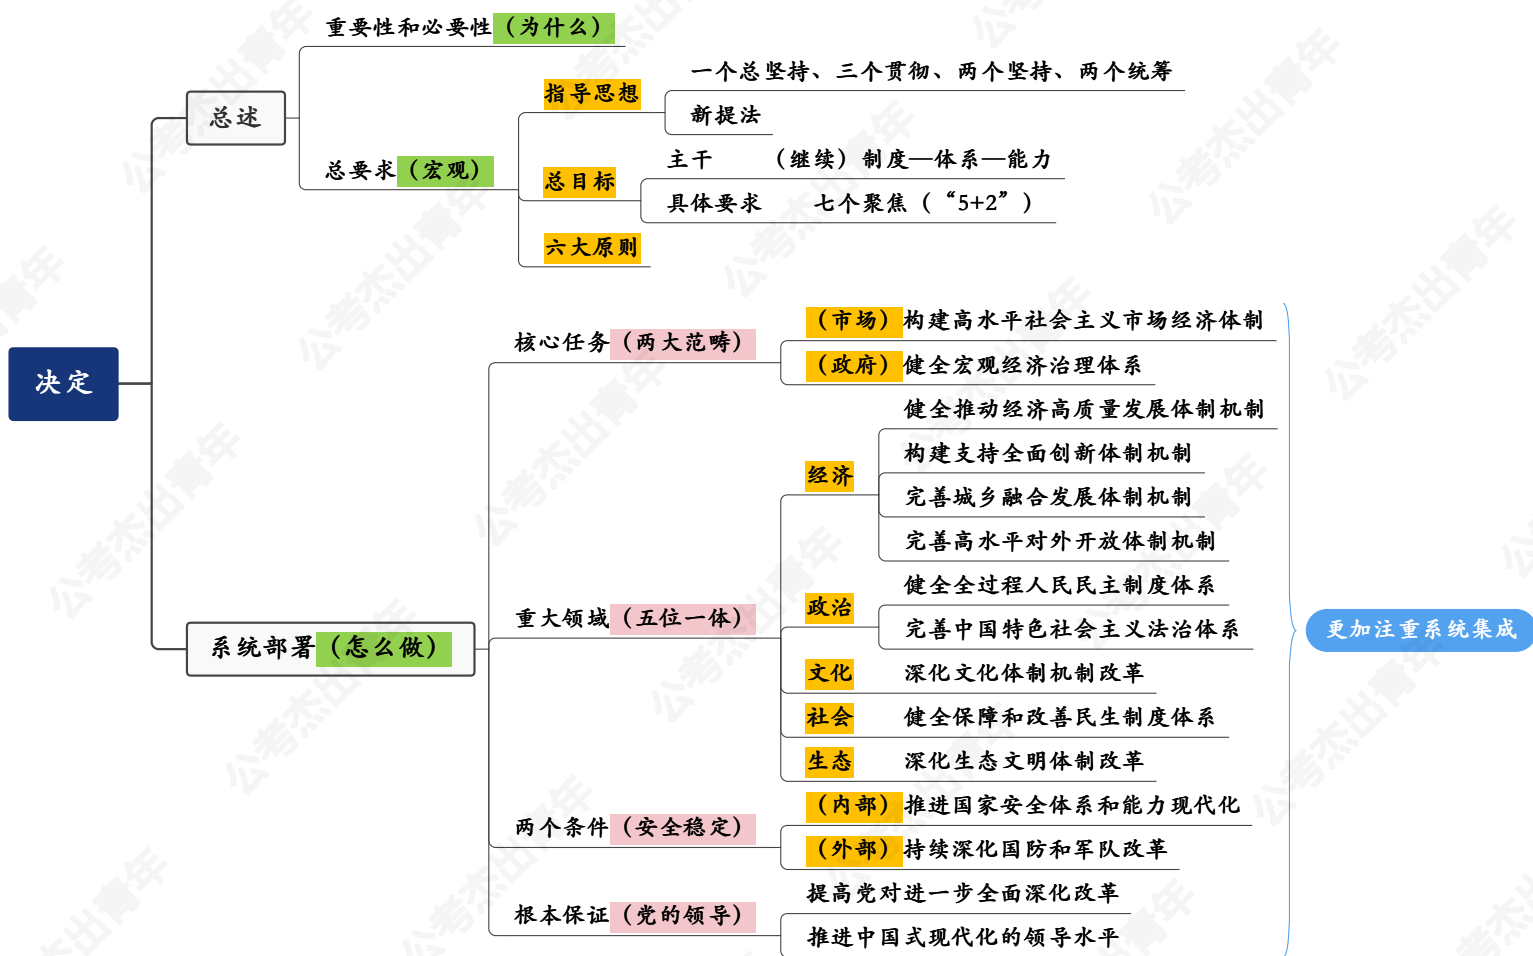 重要性和必要性（为什么）
一个总坚持、三个贯彻、两个坚持、两个统筹
指导思想
新提法
总述
主干 （继续）制度—体系—能力
总要求（宏观）
总目标
具体要求 七个聚焦（“5+2”）
六大原则
（市场）构建高水平社会主义市场经济体制
核心任务（两大范畴）
（政府）健全宏观经济治理体系
决定
健全推动经济高质量发展体制机制
构建支持全面创新体制机制
经济
完善城乡融合发展体制机制
完善高水平对外开放体制机制
健全全过程人民民主制度体系
政治
重大领域（五位一体）
完善中国特色社会主义法治体系
更加注重系统集成
系统部署（怎么做）
文化 深化文化体制机制改革
社会 健全保障和改善民生制度体系
生态 深化生态文明体制改革
（内部）推进国家安全体系和能力现代化
两个条件（安全稳定）
（外部）持续深化国防和军队改革
提高党对进一步全面深化改革
根本保证（党的领导）
推进中国式现代化的领导水平
公考杰出青年